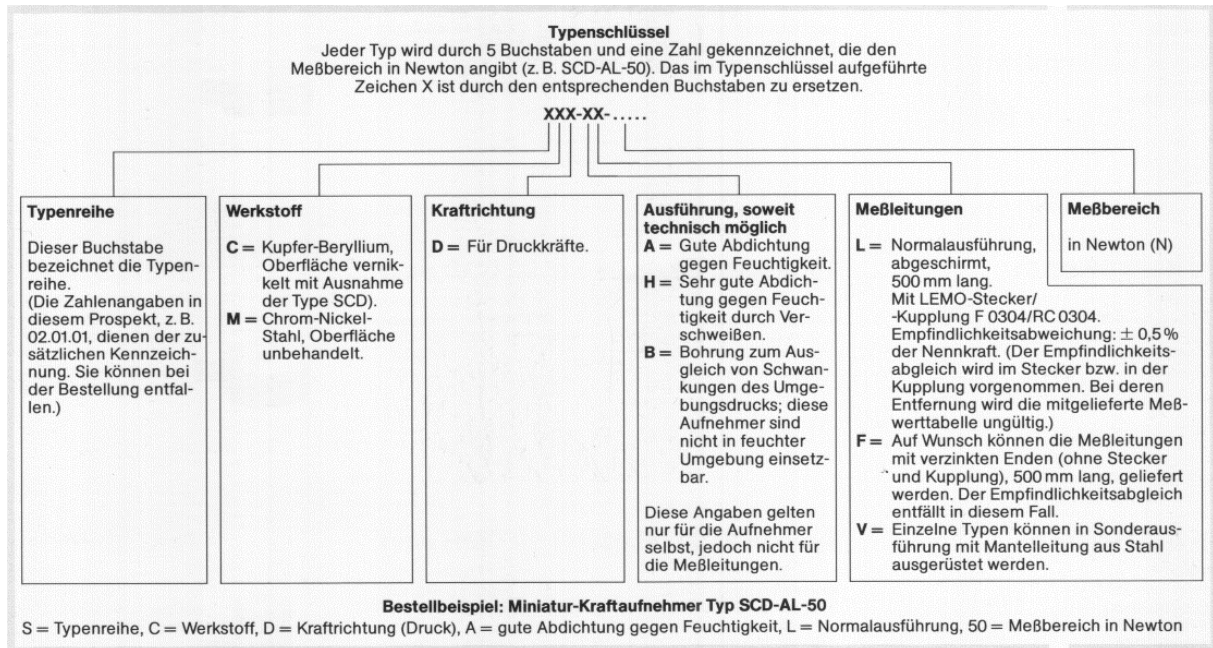 Typenschlüssel
Jeder Typ wird durch 5 Buchstaben und eine Zahl gekennzeichnet, die den
Meßbereich in Newton angibt (z. B. SCD-AL-50). Das im Typenschlüssel aufgeführte
Zeichen X ist durch den entsprechenden Buchstaben zu ersetzen.
XXX-XX-.....
Typenreihe
Dieser Buchstabe
bezeichnet die Typen-
reihe.
(Die Zahlenangaben in
diesem Prospekt, z. B.
02.01.01, dienen der zu-
sätzlichen Kennzeich-
nung. Sie können bei
der Bestellung entfal-
len.)
Werkstoff
C = Kupfer-Beryllium,
Oberfläche vernik-
kelt mit Ausnahme
der Type SCD).
M = Chrom-Nickel-
Stahl, Oberfläche
unbehandelt.
Kraftrichtung
D = Für Druckkräfte.
Ausführung, soweit
technisch möglich
A = Gute Abdichtung
gegen Feuchtigkeit.
H = Sehr gute Abdich-
tung gegen Feuch-
tigkeit durch Ver-
schweißen.
B = Bohrung zum Aus-
gleich von Schwan-
kungen des Umge-
bungsdrucks; diese
Aufnehmer sind
nicht in feuchter
Umgebung einsetz-
bar.
Diese Angaben gelten
nur für die Aufnehmer
selbst, jedoch nicht für
die Meßleitungen.
Meßleitungen
L = Normalausführung,
abgeschirmt,
500 mm lang.
Mit LEMO-Stecker/
-Kupplung F 0304/RC 0304.
Empfindlichkeitsabweichung: ± 0,5%
der Nennkraft. (Der Empfindlichkeits-
abgleich wird im Stecker bzw. in der
Kupplung vorgenommen. Bei deren
Entfernung wird die mitgelieferte Meß-
werttabelle ungültig.)
F = Auf Wunsch können die Meßleitungen
mit verzinkten Enden (ohne Stecker
und Kupplung), 500 mm lang, geliefert
werden. Der Empfindlichkeitsabgleich
entfällt in diesem Fall.
V = Einzelne Typen können in Sonderaus-
führung mit Mantelleitung aus Stahl
ausgerüstet werden.
Meßbereich
in Newton (N)
Bestellbeispiel: Miniatur-Kraftaufnehmer Typ SCD-AL-50
S = Typenreihe, C = Werkstoff, D = Kraftrichtung (Druck), A = gute Abdichtung gegen Feuchtigkeit, L = Normalausführung, 50 = Meßbereich in Newton